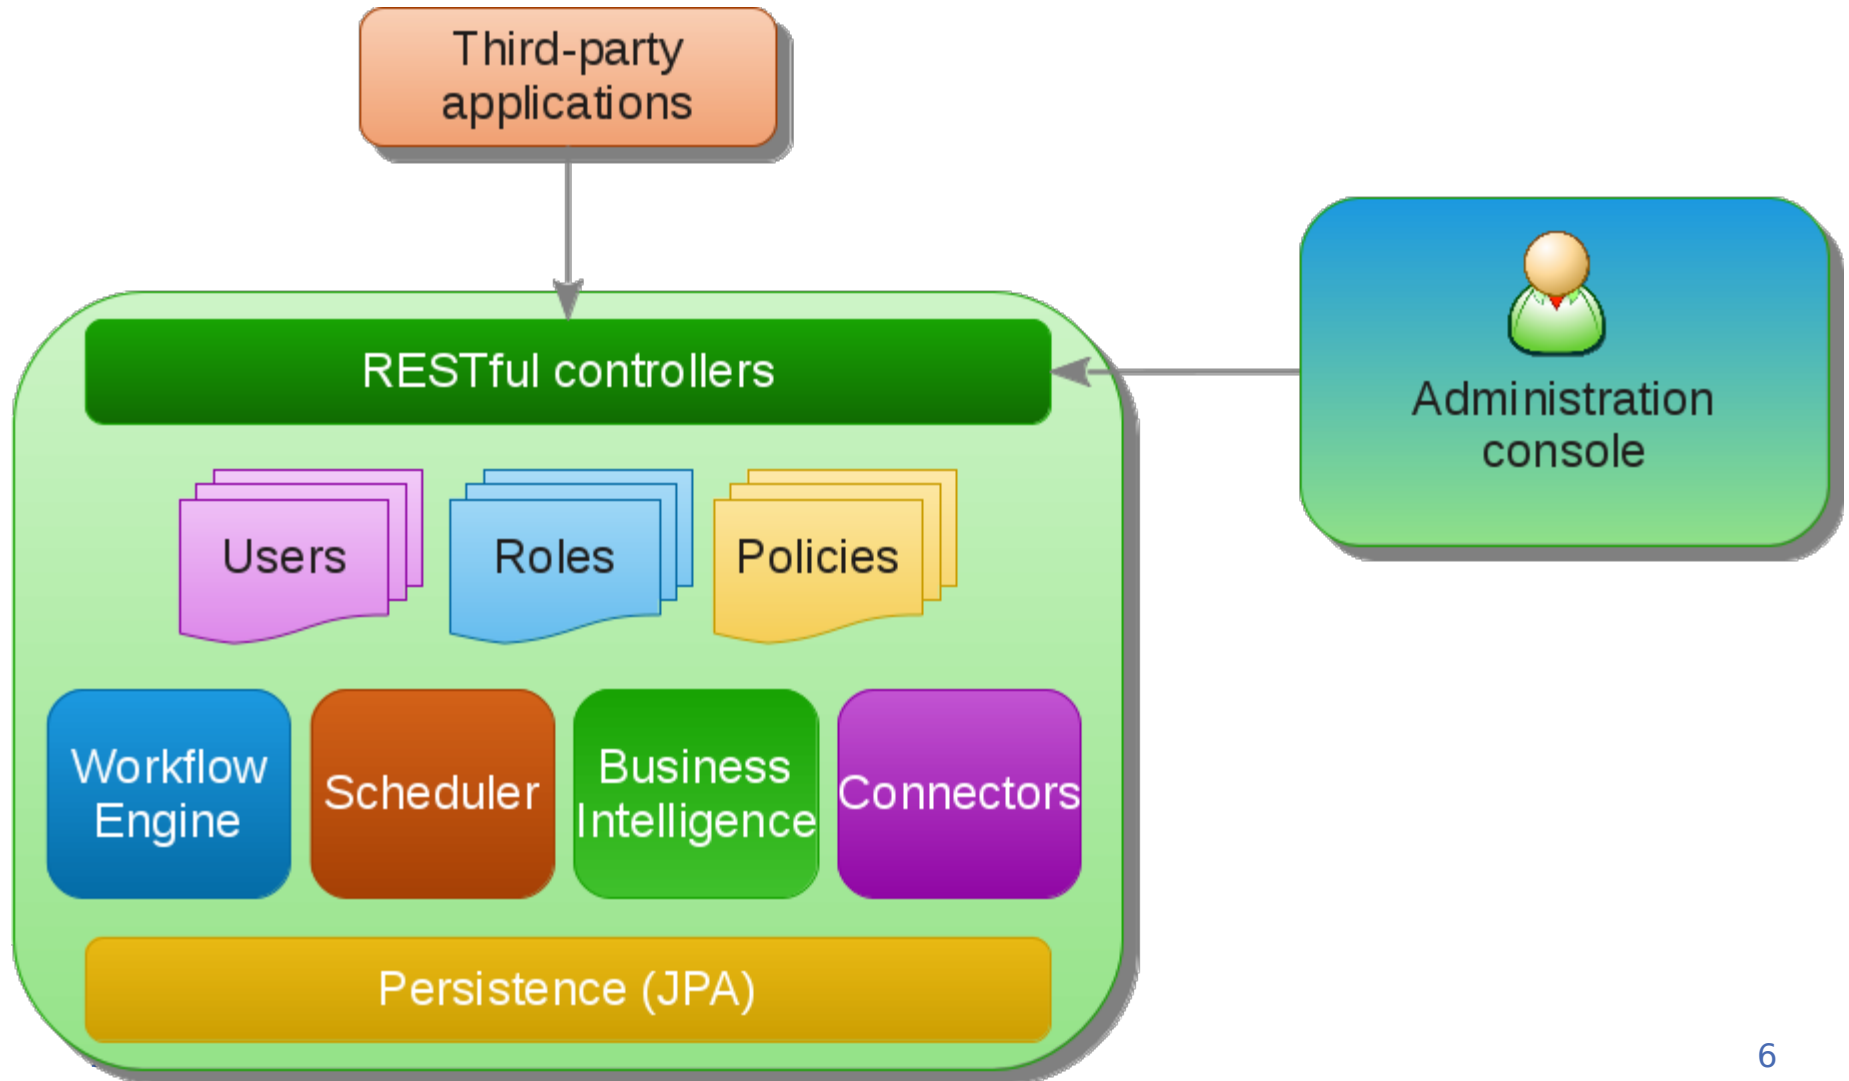 Third-party
applications
RESTful controllers
Administration
console
Users
Roles
Policies
Workflow
Engine
Scheduler
Business
Intelligence
Connectors
Persistence (JPA)
6